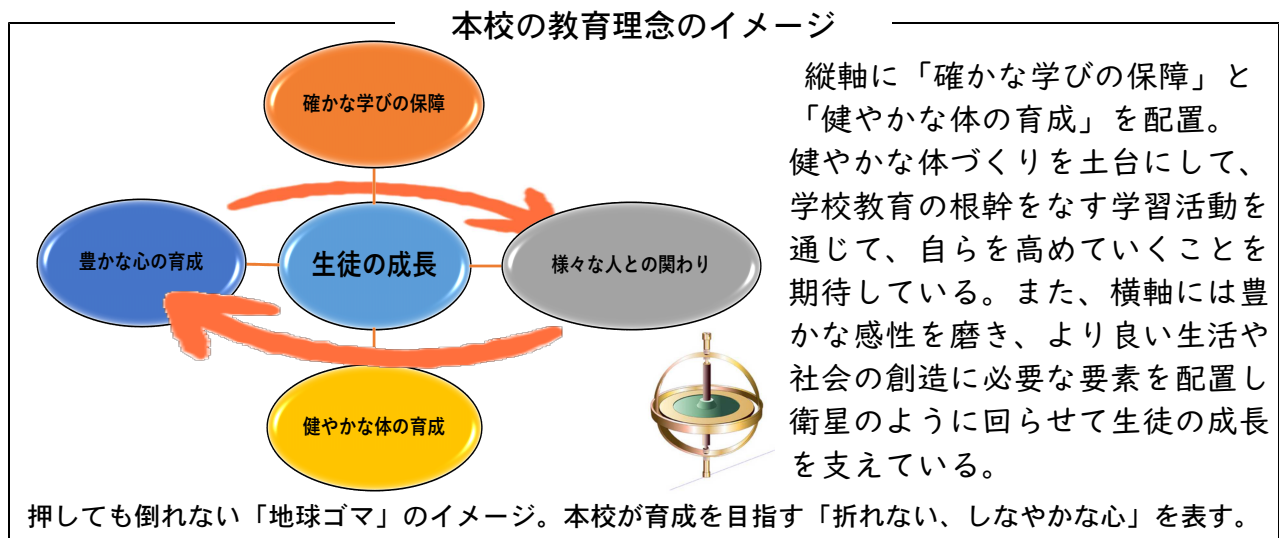 本校の教育理念のイメージ
確かな学びの保障
豊かな心の育成
生徒の成長
様々な人との関わり
健やかな体の育成
縦軸に「確かな学びの保障」と
「健やかな体の育成」を配置。
健やかな体づくりを土台にして、
学校教育の根幹をなす学習活動を
通じて、自らを高めていくことを
期待している。また、横軸には豊
かな感性を磨き、より良い生活や
社会の創造に必要な要素を配置し
衛星のように回らせて生徒の成長
を支えている。
押しても倒れない「地球ゴマ」のイメージ。本校が育成を目指す「折れない、しなやかな心」を表す。